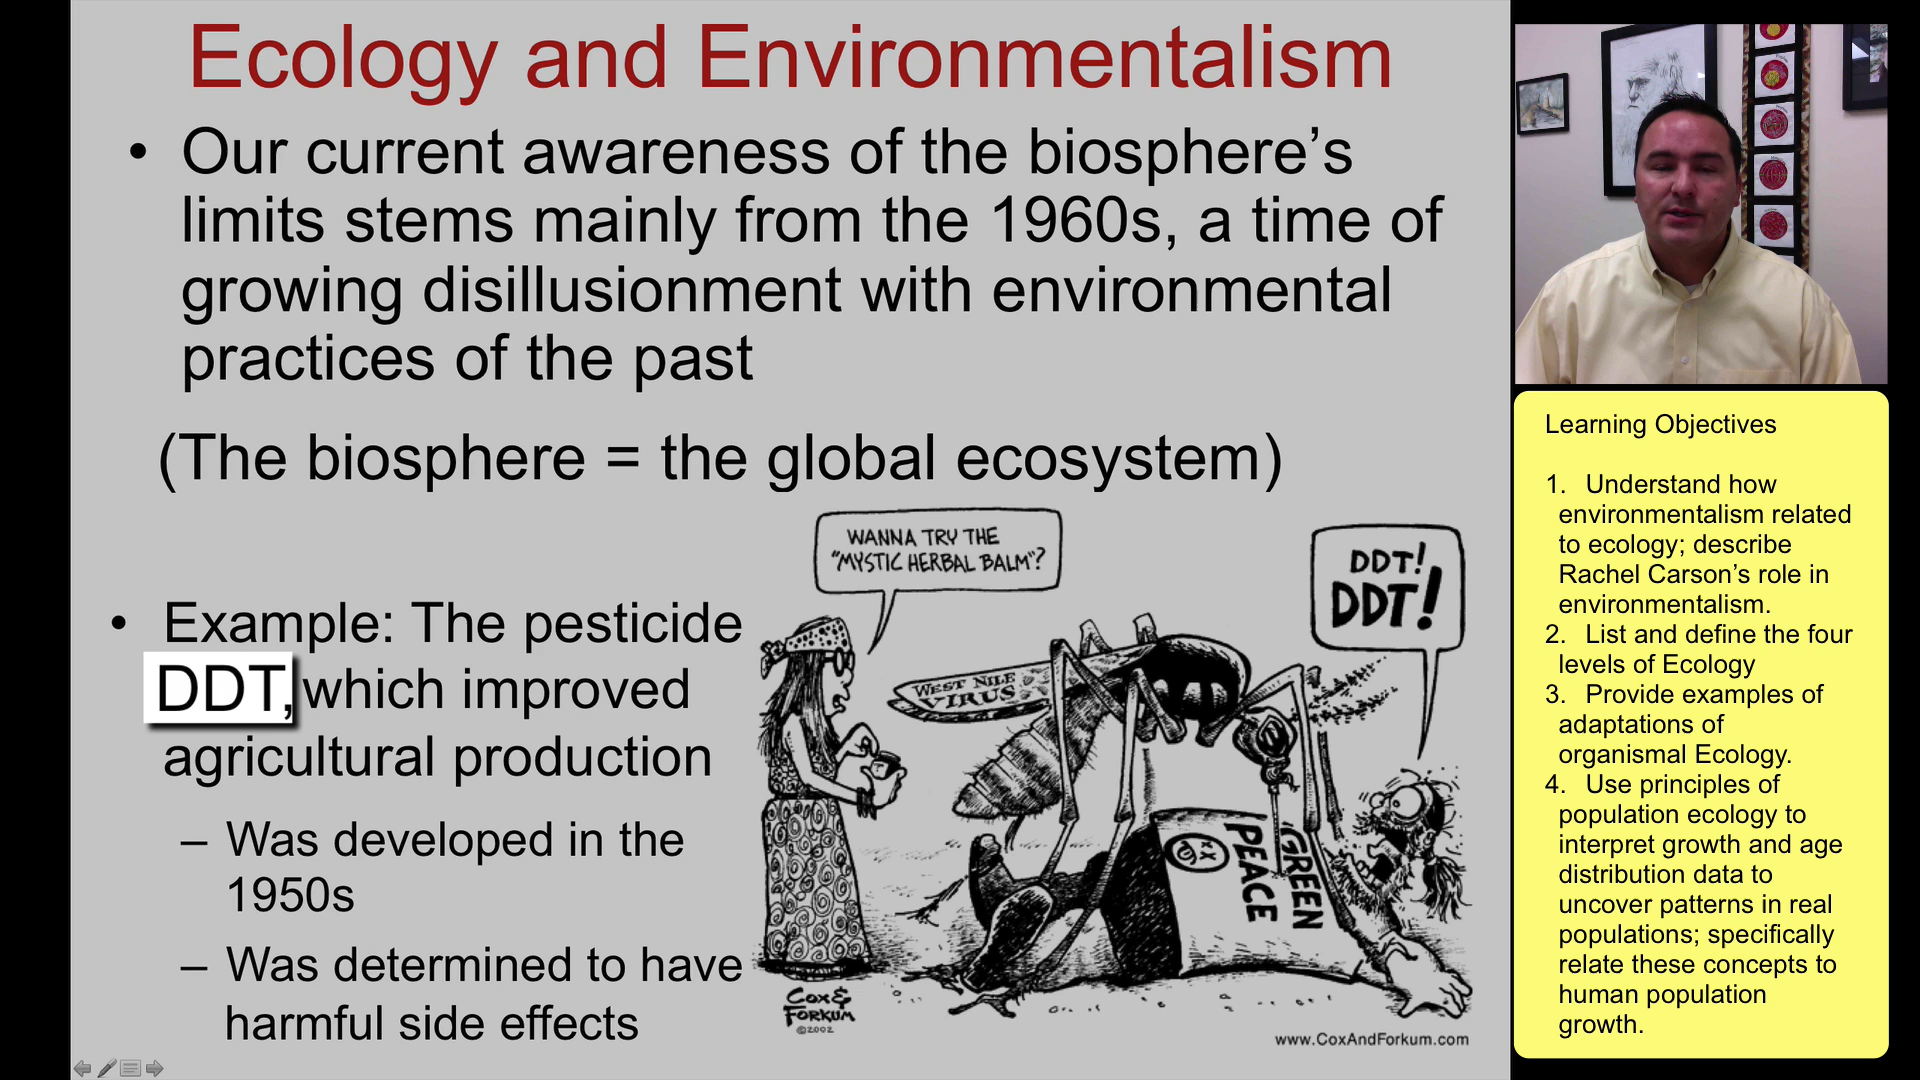 Ecology and Environmentalism
• Our current awareness of the biosphere’s
limits stems mainly from the 1960s, a time of
growing disillusionment with environmental
practices of the past
(The biosphere = the global ecosystem)
• Example: The pesticide
DDT, which improved
agricultural production
– Was developed in the
1950s
– Was determined to have
harmful side effects
WANNA TRY THE
"MYSTIC HERBAL BALM"?
DDT!
DDT!
WEST NILE
VIRUS
GREEN
PEACE
COX &
FORKUM
©2002
www.CoxAndForkum.com
Learning Objectives
1. Understand how
environmentalism related
to ecology; describe
Rachel Carson’s role in
environmentalism.
2. List and define the four
levels of Ecology
3. Provide examples of
adaptations of
organismal Ecology.
4. Use principles of
population ecology to
interpret growth and age
distribution data to
uncover patterns in real
populations; specifically
relate these concepts to
human population
growth.